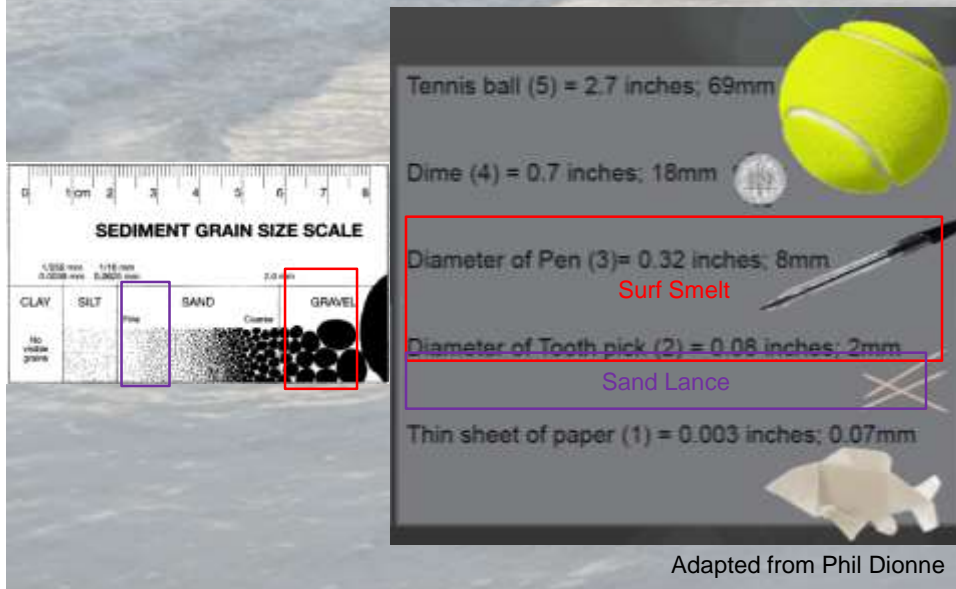 0 1 cm 2 3 4 5 6 7 8
SEDIMENT GRAIN SIZE SCALE
2.0 mm
CLAY SILT SAND GRAVEL
Fine Coarse
No
visible
grains
Tennis ball (5) = 2.7 inches; 69mm
Dime (4) = 0.7 inches; 18mm
Diameter of Pen (3)= 0.32 inches; 8mm
Surf Smelt
Diameter of Tooth pick (2) = 0.08 inches; 2mm
Sand Lance
Thin sheet of paper (1) = 0.003 inches; 0.07mm
Adapted from Phil Dionne